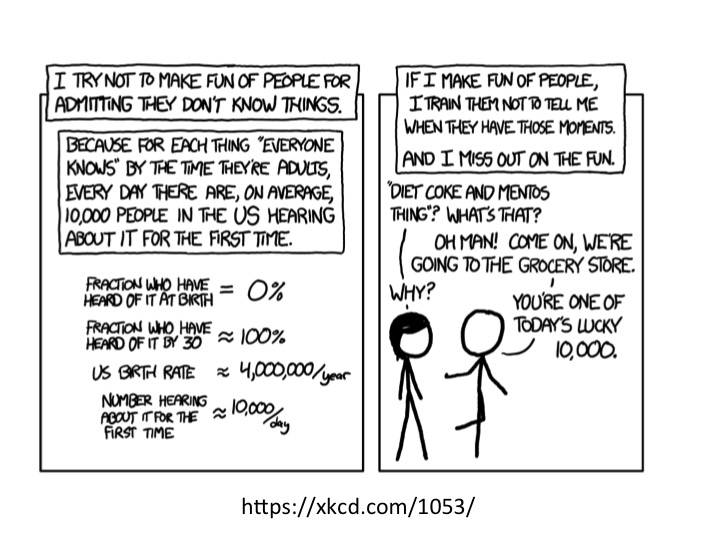 I TRY NOT TO MAKE FUN OF PEOPLE FOR
ADMITTING THEY DON'T KNOW THINGS.
BECAUSE FOR EACH THING "EVERYONE
KNOWS" BY THE TIME THEY'RE ADULTS,
EVERY DAY THERE ARE, ON AVERAGE,
10,000 PEOPLE IN THE US HEARING
ABOUT IT FOR THE FIRST TIME.
FRACTION WHO HAVE
HEARD OF IT AT BIRTH = 0%
FRACTION WHO HAVE
HEARD OF IT BY 30 ≈ 100%
US BIRTH RATE ≈ 4,000,000/year
NUMBER HEARING
ABOUT IT FOR THE ≈ 10,000/day
FIRST TIME
IF I MAKE FUN OF PEOPLE,
I TRAIN THEM NOT TO TELL ME
WHEN THEY HAVE THOSE MOMENTS.
AND I MISS OUT ON THE FUN.
"DIET COKE AND MENTOS
THING"? WHAT'S THAT?
OH MAN! COME ON, WE'RE
GOING TO THE GROCERY STORE.
WHY?
YOU'RE ONE OF
TODAY'S LUCKY
10,000.
https://xkcd.com/1053/